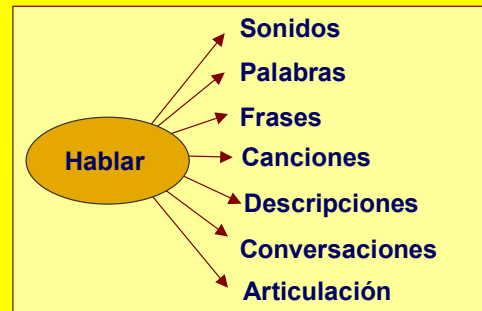 Sonidos
Palabras
Frases
Hablar
Canciones
Descripciones
Conversaciones
Articulación